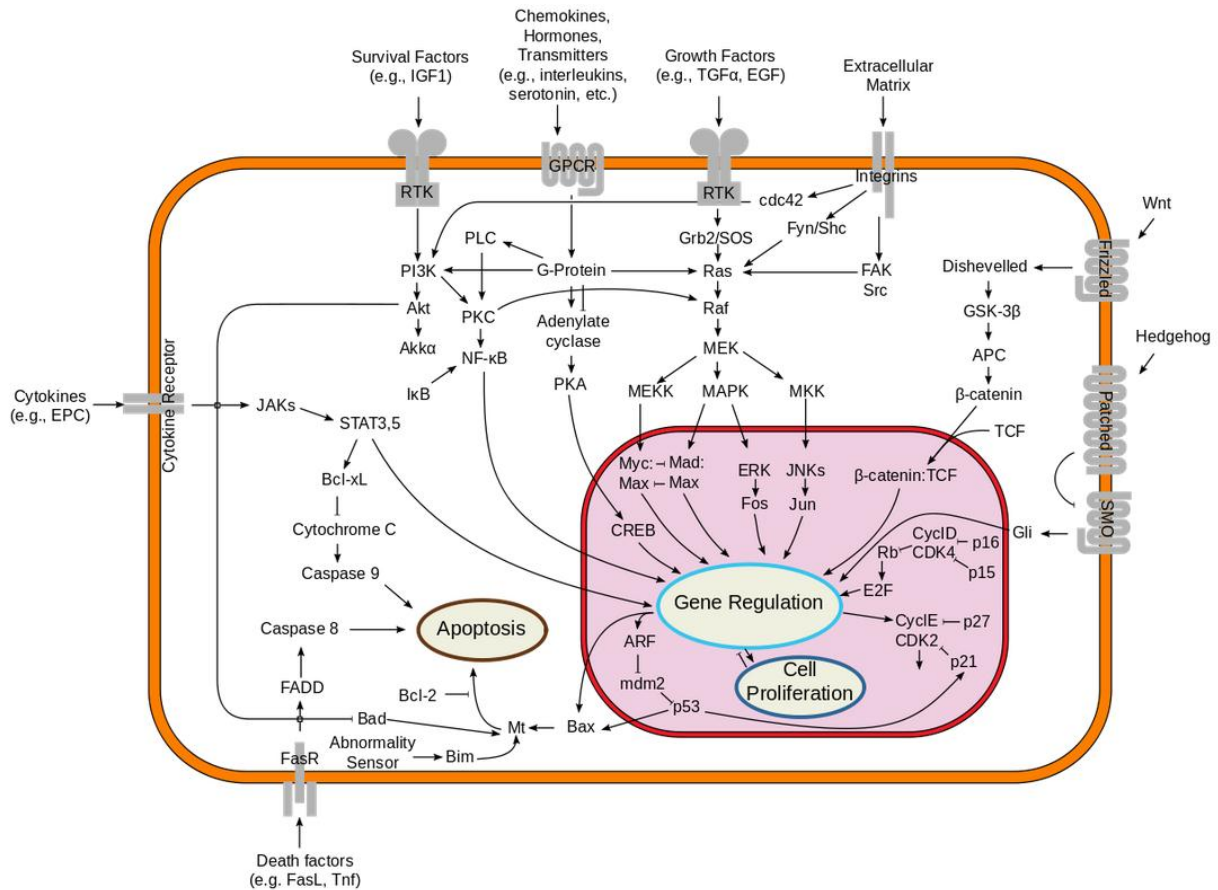 Chemokines,
Hormones,
Transmitters
(e.g., interleukins,
serotonin, etc.)
Survival Factors
(e.g., IGF1)
Growth Factors
(e.g., TGFα, EGF)
Extracellular
Matrix
RTK
GPCR
RTK
Integrins
cdc42
Fyn/Shc
Wnt
Frizzled
PLC
Grb2/SOS
PI3K
G-Protein
Ras
FAK
Src
Dishevelled
Akt
PKC
Adenylate
cyclase
Raf
GSK-3β
Hedgehog
Akkα
NF-κB
MEK
APC
IκB
PKA
MEKK
MAPK
MKK
β-catenin
Patched
Cytokines
(e.g., EPC)
Cytokine Receptor
JAKs
STAT3,5
TCF
Myc:
Max
Mad:
Max
ERK
JNKs
β-catenin:TCF
Bcl-xL
Fos
Jun
SMO
Cytochrome C
CREB
Gli
CyclD
CDK4
p16
Rb
p15
Caspase 9
E2F
Gene Regulation
Caspase 8
Apoptosis
ARF
CyclE
CDK2
p27
p21
Cell
Proliferation
FADD
Bcl-2
mdm2
p53
Bad
Mt
Bax
Abnormality
Sensor
Bim
FasR
Death factors
(e.g. FasL, Tnf)